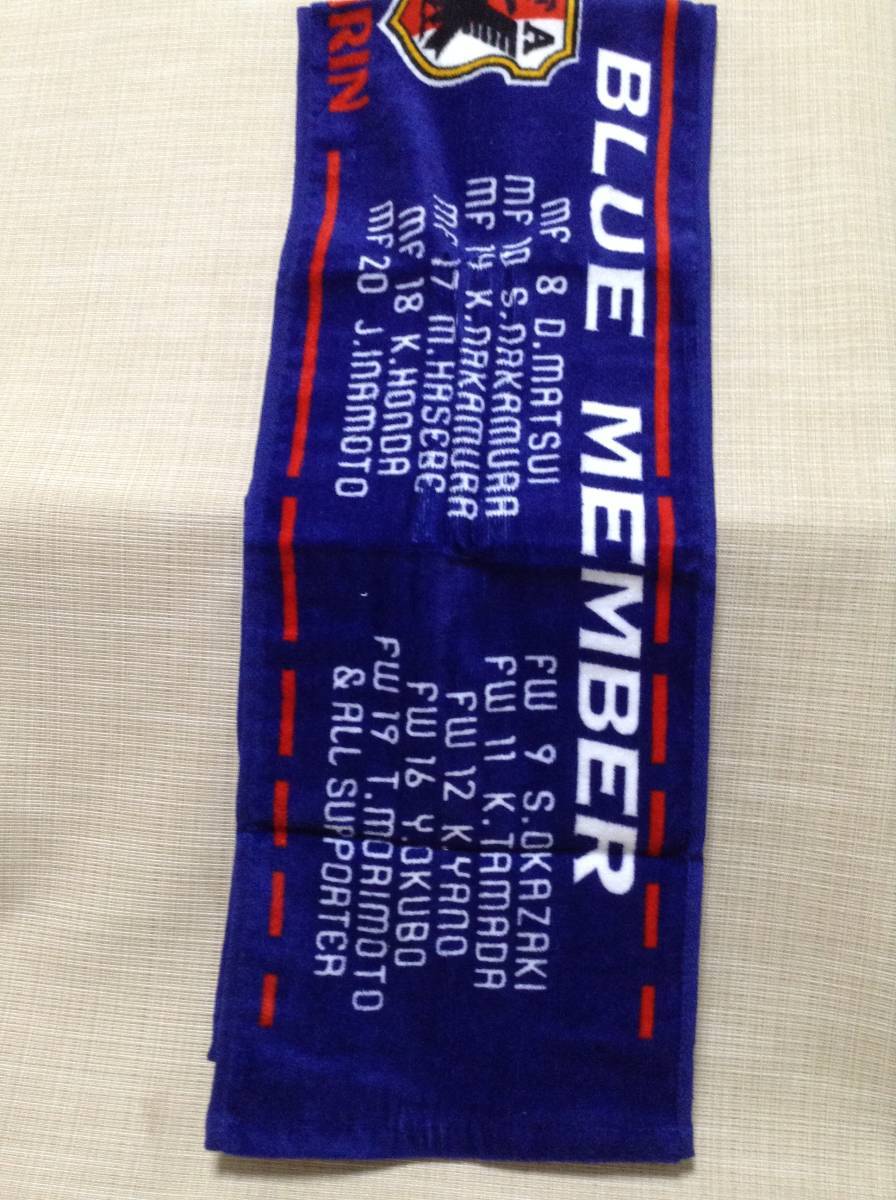 BLUE MEMBER
MF 8 D.MATSUI
MF 10 S.NAKAMURA
MF 14 K.NAKAMURA
MF 17 M.HASEBE
MF 18 K.HONDA
MF 20 J.INAMOTO
FW 9 S.OKAZAKI
FW 11 K.TAMADA
FW 12 K.YANO
FW 16 Y.OKUBO
FW 19 T.MORIMOTO
& ALL SUPPORTER